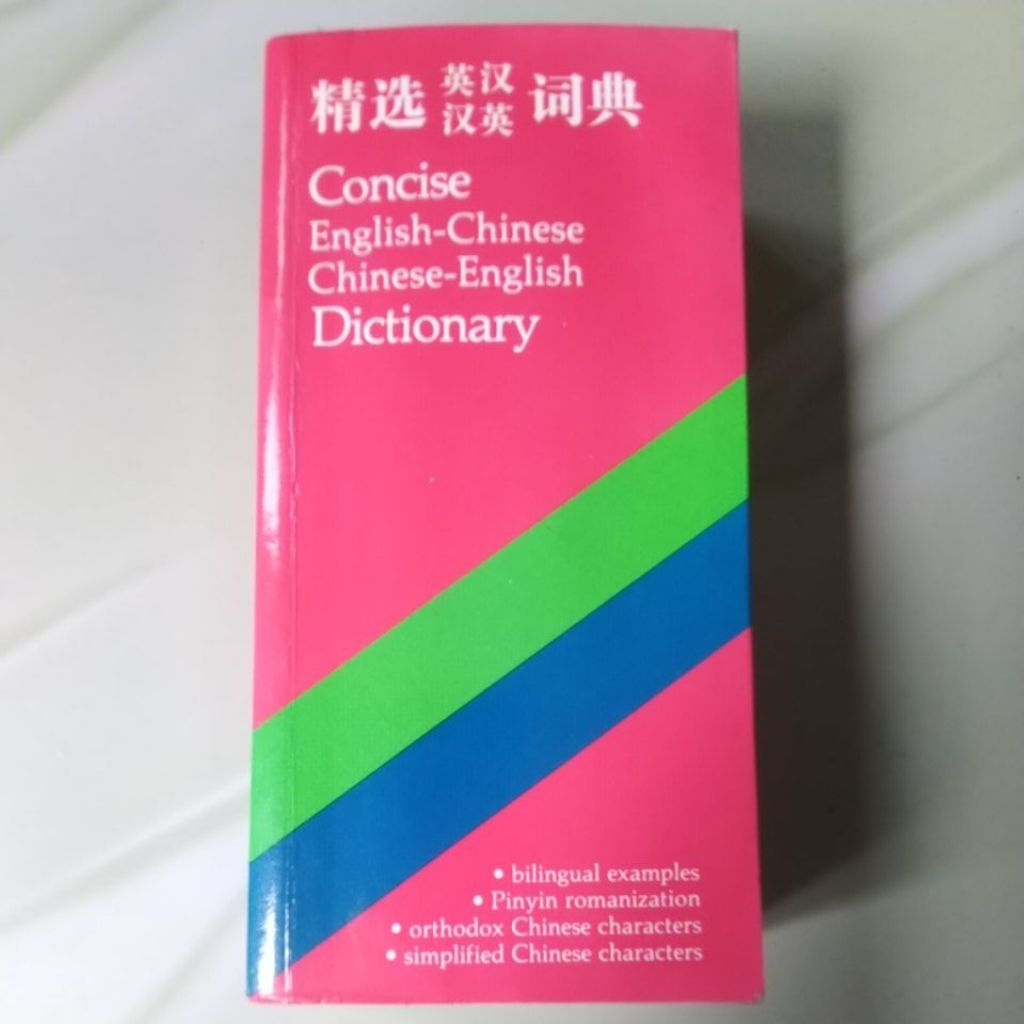 精选 英汉 词典
汉英
Concise
English-Chinese
Chinese-English
Dictionary
• bilingual examples
• Pinyin romanization
• orthodox Chinese characters
• simplified Chinese characters